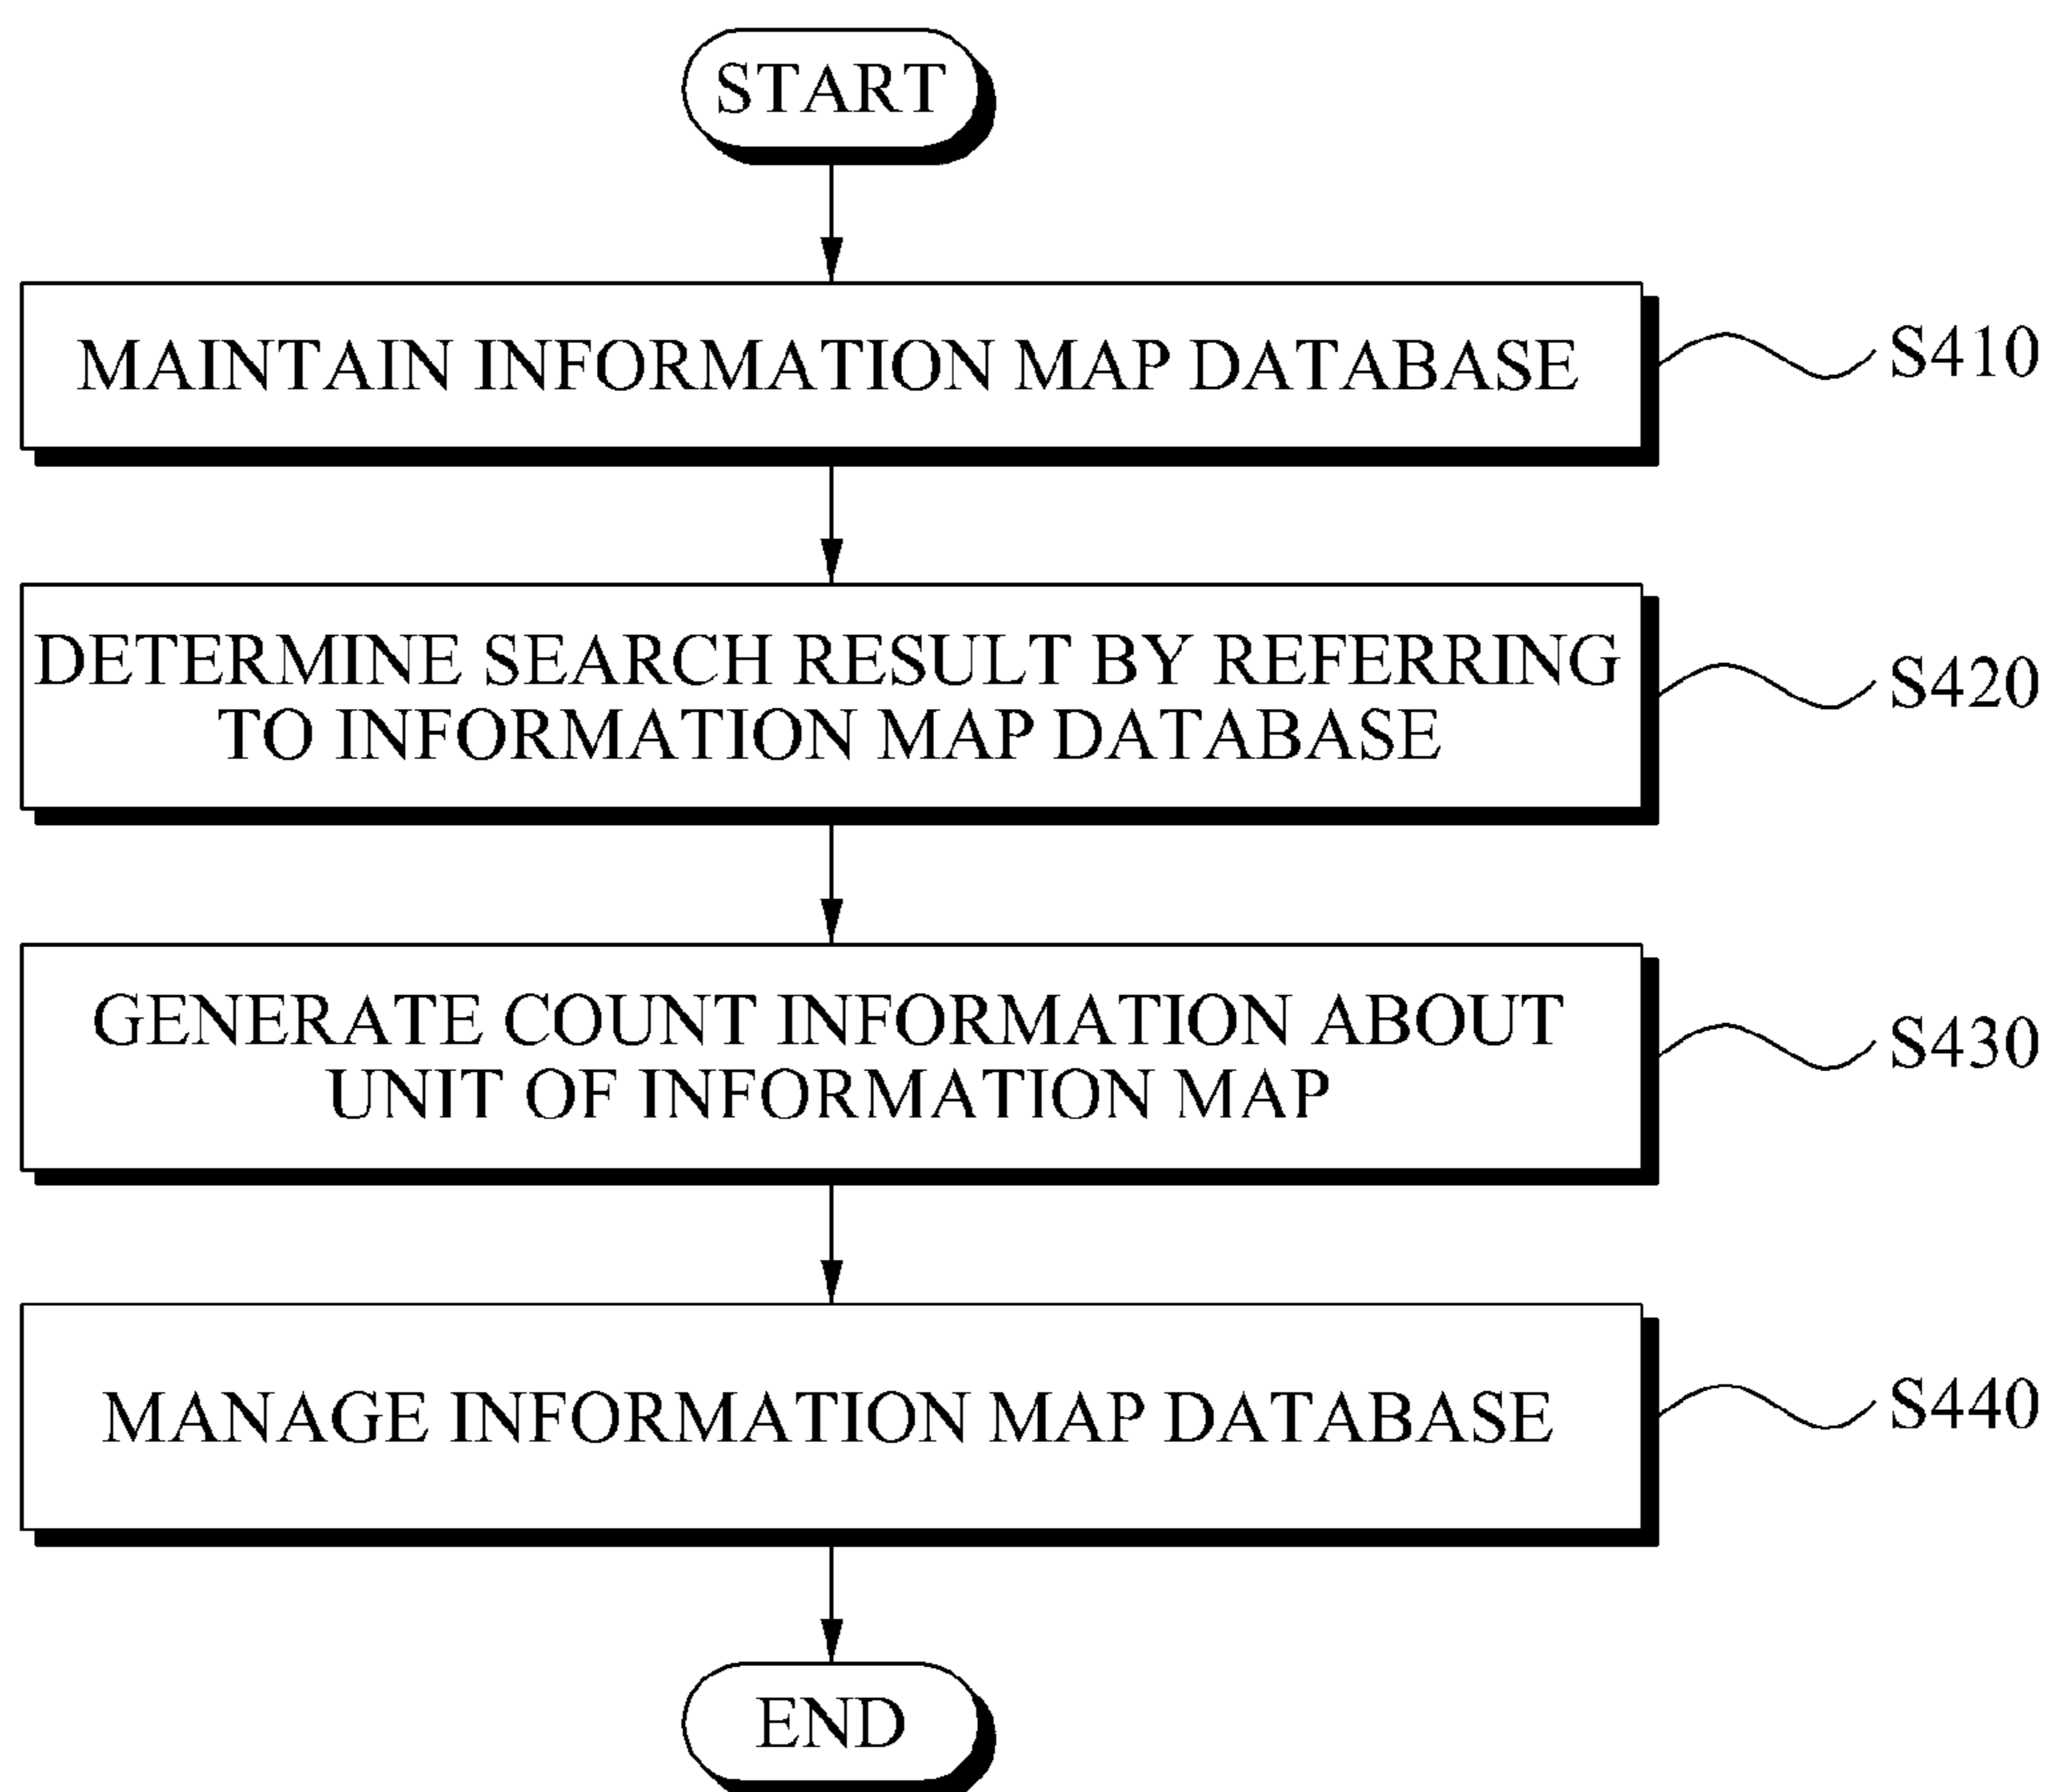 START
MAINTAIN INFORMATION MAP DATABASE
S410
DETERMINE SEARCH RESULT BY REFERRING
TO INFORMATION MAP DATABASE
S420
GENERATE COUNT INFORMATION ABOUT
UNIT OF INFORMATION MAP
S430
MANAGE INFORMATION MAP DATABASE
S440
END